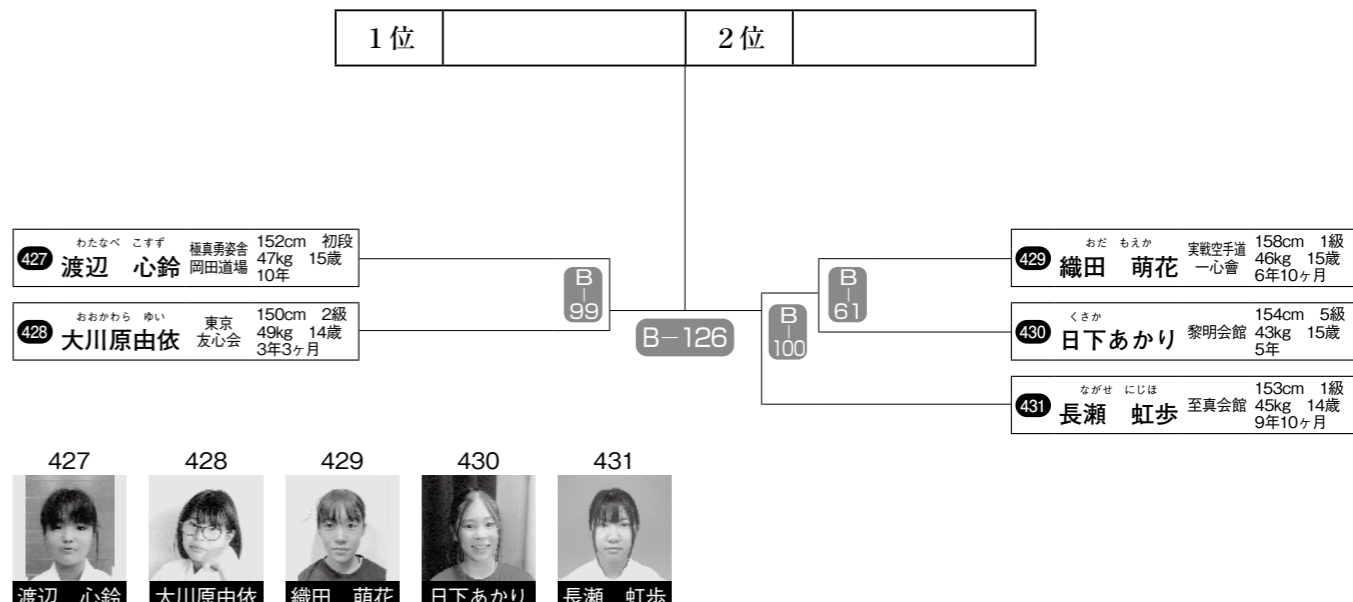 1位 2位
わたなべ こすず
427 渡辺 心鈴 極真勇姿舎 岡田道場
152cm 初段
47kg 15歳
10年
おおかわら ゆい
428 大川原由依 東京 友心会
150cm 2級
49kg 14歳
3年3ヶ月
B-99
B-126
B-100
B-61
おだ もえか
429 織田 萌花 実戦空手道 一心會
158cm 1級
46kg 15歳
6年10ヶ月
くさか
430 日下あかり 黎明会館
154cm 5級
43kg 15歳
5年
ながせ にじほ
431 長瀬 虹歩 至真会館
153cm 1級
45kg 14歳
9年10ヶ月
427 428 429 430 431
渡辺 心鈴 大川原由依 織田 萌花 日下あかり 長瀬 虹歩